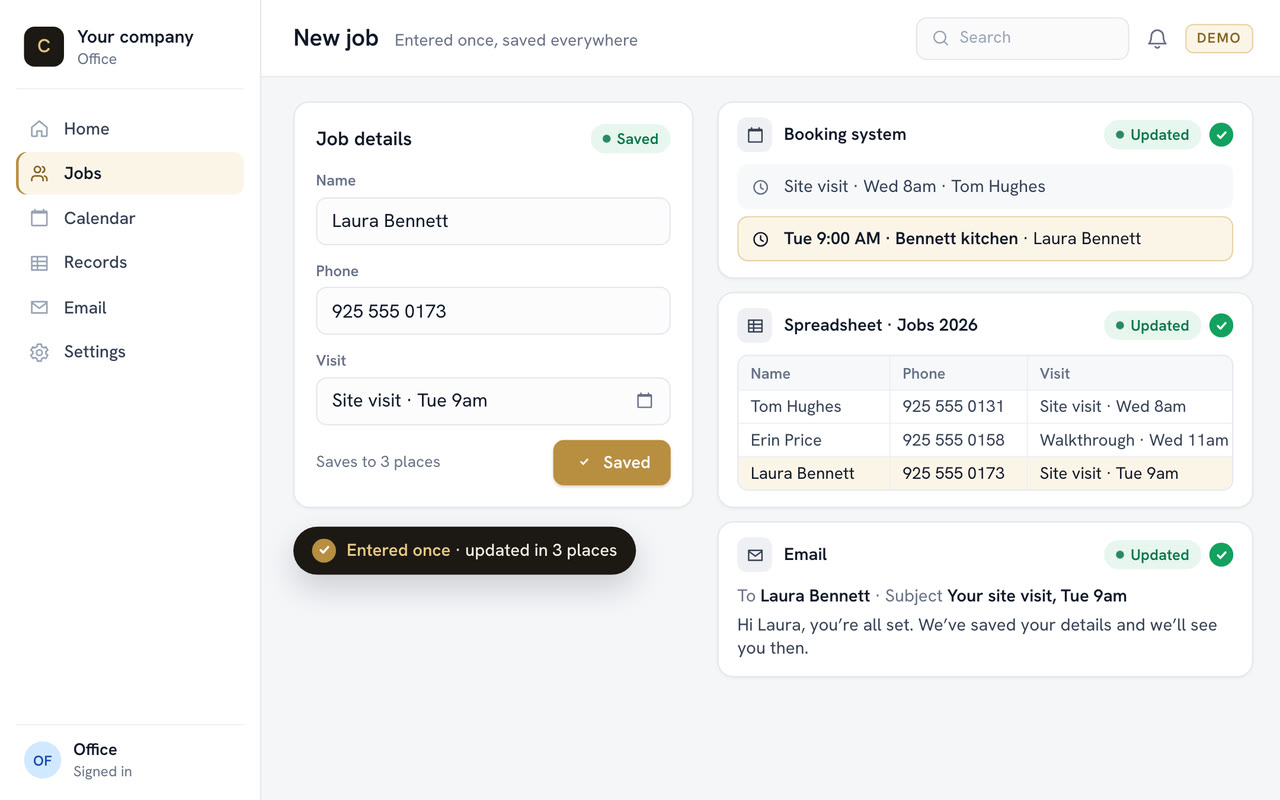 C
Your company
Office
Home
Jobs
Calendar
Records
Email
Settings
OF
Office
Signed in
New job
Entered once, saved everywhere
Search
DEMO
Job details
Saved
Name
Laura Bennett
Phone
925 555 0173
Visit
Site visit · Tue 9am
Saves to 3 places
Saved
Entered once · updated in 3 places
Booking system
Updated
Site visit · Wed 8am · Tom Hughes
Tue 9:00 AM · Bennett kitchen · Laura Bennett
Spreadsheet · Jobs 2026
Updated
Name Phone Visit
Tom Hughes 925 555 0131 Site visit · Wed 8am
Erin Price 925 555 0158 Walkthrough · Wed 11am
Laura Bennett 925 555 0173 Site visit · Tue 9am
Email
Updated
To Laura Bennett · Subject Your site visit, Tue 9am
Hi Laura, you’re all set. We’ve saved your details and we’ll see
you then.